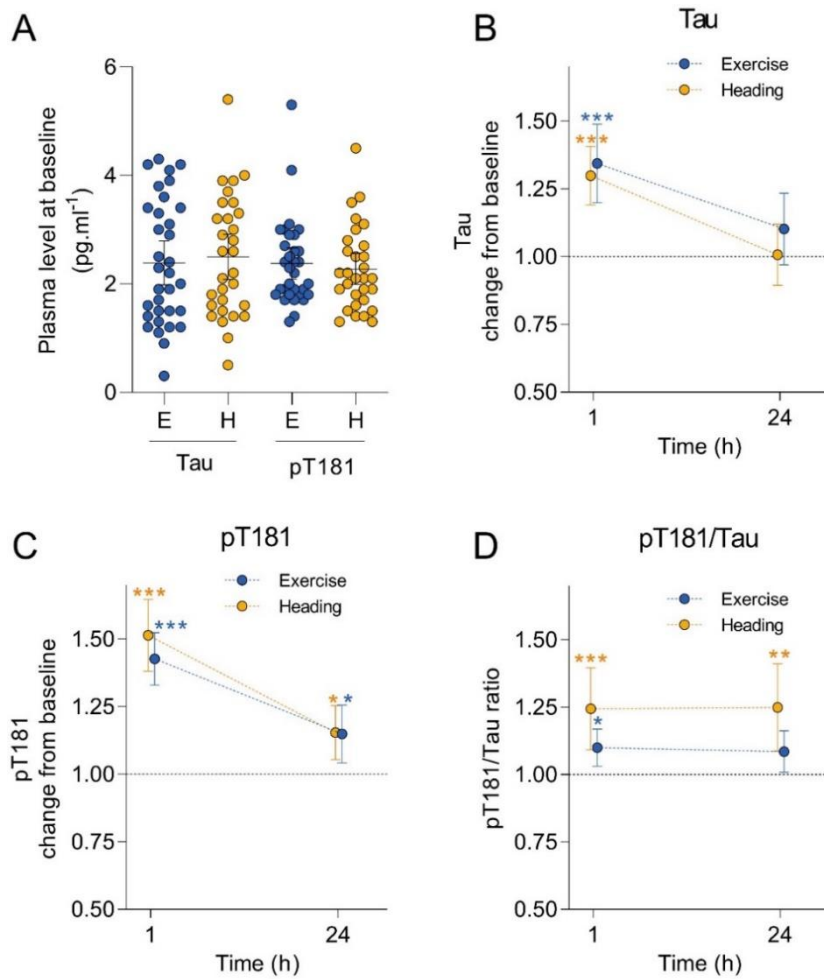 A
Plasma level at baseline
(pg.ml-1)
6
4
2
0
E
H
E
H
Tau
pT181
B
Tau
Exercise
Heading
Tau
change from baseline
1.50
1.25
1.00
0.75
0.50
***
***
1
24
Time (h)
C
pT181
Exercise
Heading
pT181
change from baseline
1.50
1.25
1.00
0.75
0.50
***
***
* *
1
24
Time (h)
D
pT181/Tau
Exercise
Heading
pT181/Tau ratio
1.50
1.25
1.00
0.75
0.50
***
**
*
1
24
Time (h)